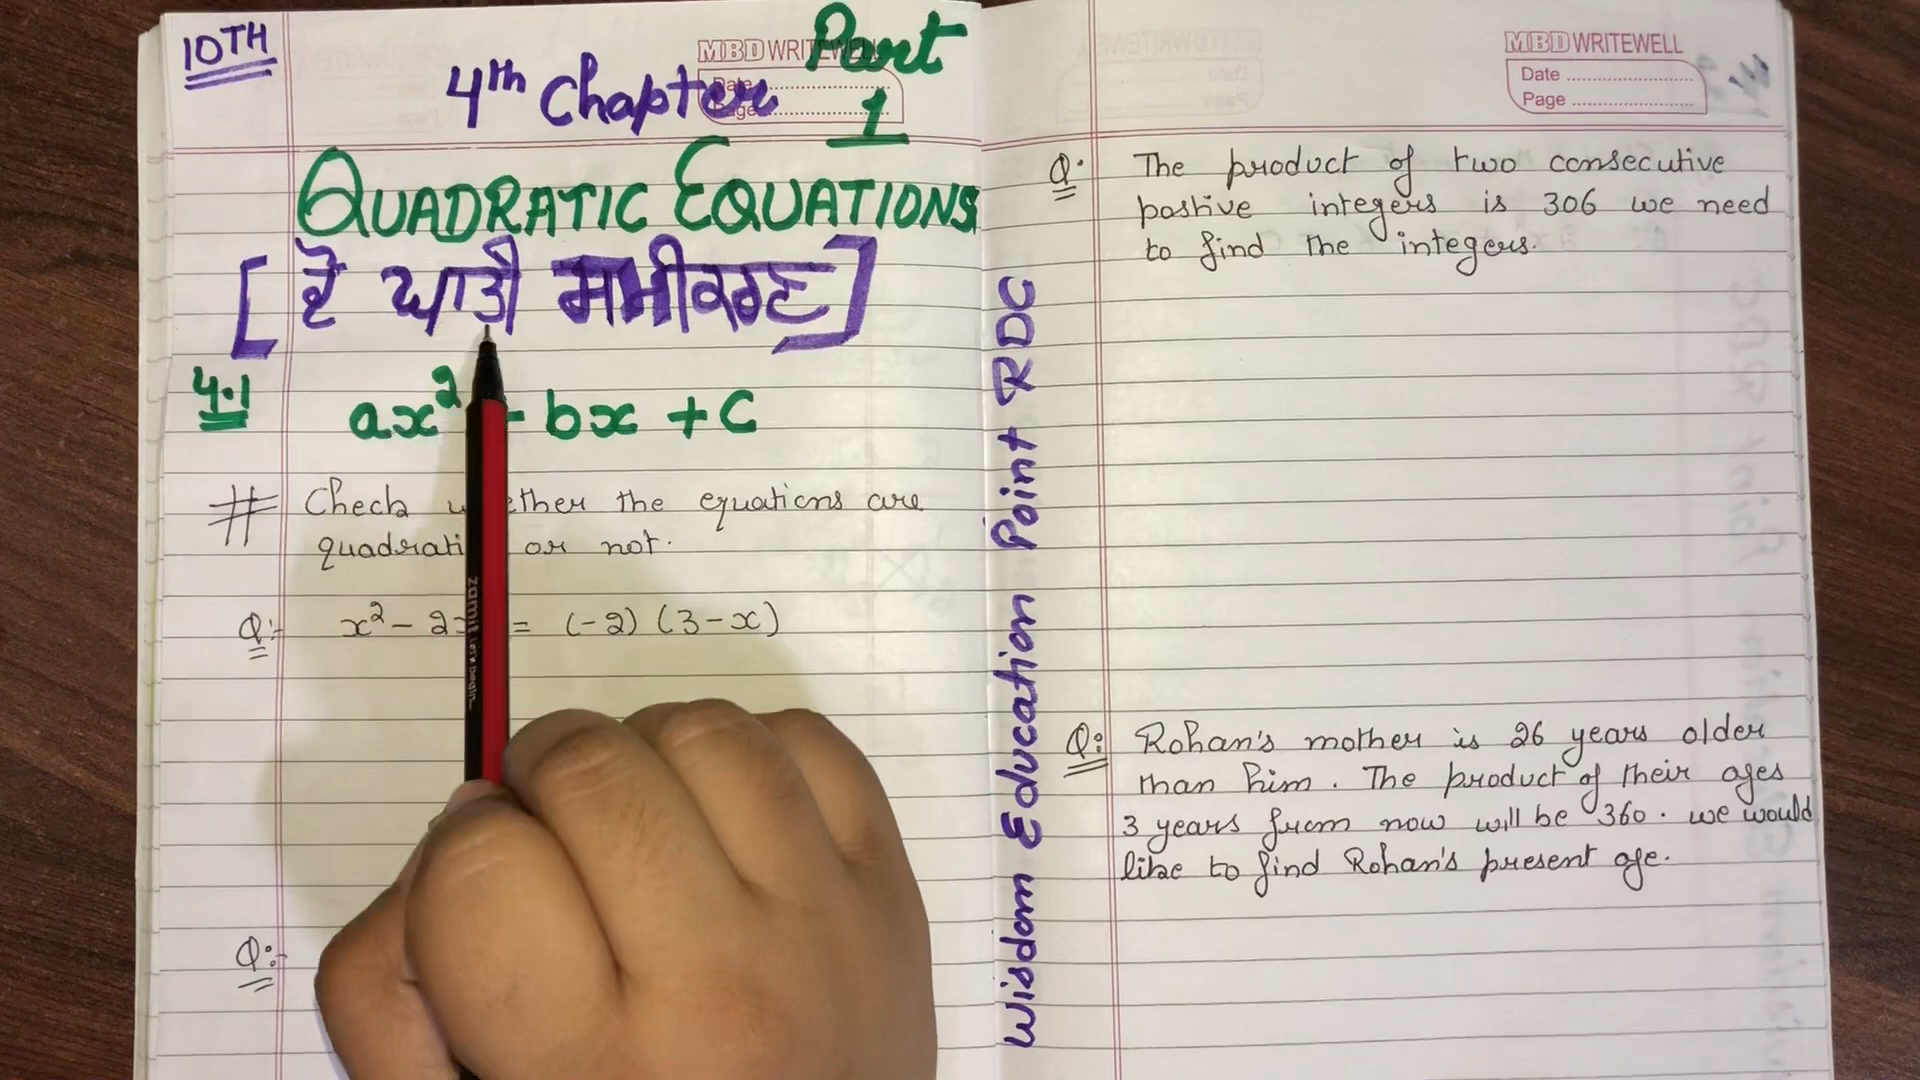 10TH
4th Chapter
Part
1
MBD WRITEWELL
QUADRATIC EQUATIONS
[ਦੋ ਘਾਤੀ ਸਮੀਕਰਣ]
4.1
ax² - bx + c
# Check the equations are
or not.
Q:- x² - = (-2) (3-x)
Q:-
Wisdom Education Point RDC
MBD WRITEWELL
Date
Page
Q. The product of two consecutive
postive integers is 306 we need
to find the integers.
Q: Rohan's mother is 26 years older
than him. The product of their ages
3 years from now will be 360. we would
like to find Rohan's present age.